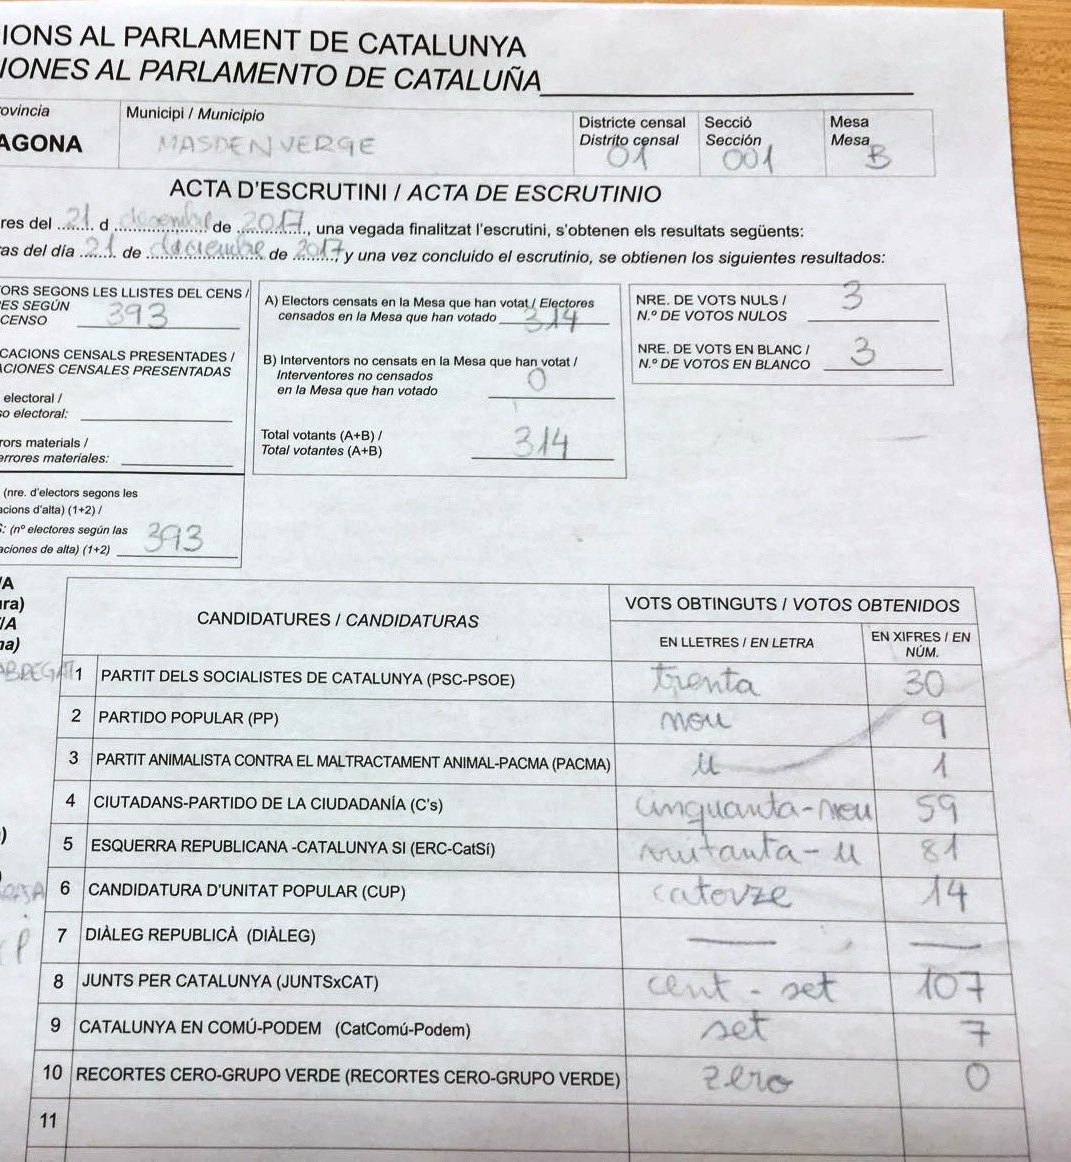 IONS AL PARLAMENT DE CATALUNYA
IONES AL PARLAMENTO DE CATALUÑA
ovincia
AGONA
Municipi / Municipio
MASDENVERGE
Districte censal
Distrito censal
01
Secció
Sección
001
Mesa
Mesa
B
ACTA D'ESCRUTINI / ACTA DE ESCRUTINIO
res del 21 d desembre de 2017, una vegada finalitzat l'escrutini, s'obtenen els resultats següents:
as del día 21 de diciembre de 2017, y una vez concluido el escrutinio, se obtienen los siguientes resultados:
ORS SEGONS LES LLISTES DEL CENS /
ES SEGÚN
CENSO 393
CACIONS CENSALS PRESENTADES /
ACIONES CENSALES PRESENTADAS
electoral /
so electoral:
rors materials /
errores materiales:
(nre. d'electors segons les
acions d'alta) (1+2) /
S: (nº electores según las
aciones de alta) (1+2) 393
A) Electors censats en la Mesa que han votat / Electores
censados en la Mesa que han votado 314
B) Interventors no censats en la Mesa que han votat /
Interventores no censados
en la Mesa que han votado 0
Total votants (A+B) /
Total votantes (A+B) 314
NRE. DE VOTS NULS /
N.º DE VOTOS NULOS 3
NRE. DE VOTS EN BLANC /
N.º DE VOTOS EN BLANCO 3
/A
ura)
/A
na)
ABREGAT
CANDIDATURES / CANDIDATURAS
VOTS OBTINGUTS / VOTOS OBTENIDOS
EN LLETRES / EN LETRA
EN XIFRES / EN
NÚM.
1 PARTIT DELS SOCIALISTES DE CATALUNYA (PSC-PSOE) trenta 30
2 PARTIDO POPULAR (PP) nou 9
3 PARTIT ANIMALISTA CONTRA EL MALTRACTAMENT ANIMAL-PACMA (PACMA) u 1
4 CIUTADANS-PARTIDO DE LA CIUDADANÍA (C's) cinquanta-nou 59
5 ESQUERRA REPUBLICANA -CATALUNYA SI (ERC-CatSí) vuitanta-u 81
6 CANDIDATURA D'UNITAT POPULAR (CUP) catorze 14
7 DIÀLEG REPUBLICÀ (DIÀLEG) — —
8 JUNTS PER CATALUNYA (JUNTSxCAT) cent - set 107
9 CATALUNYA EN COMÚ-PODEM (CatComú-Podem) set 7
10 RECORTES CERO-GRUPO VERDE (RECORTES CERO-GRUPO VERDE) zero 0
11